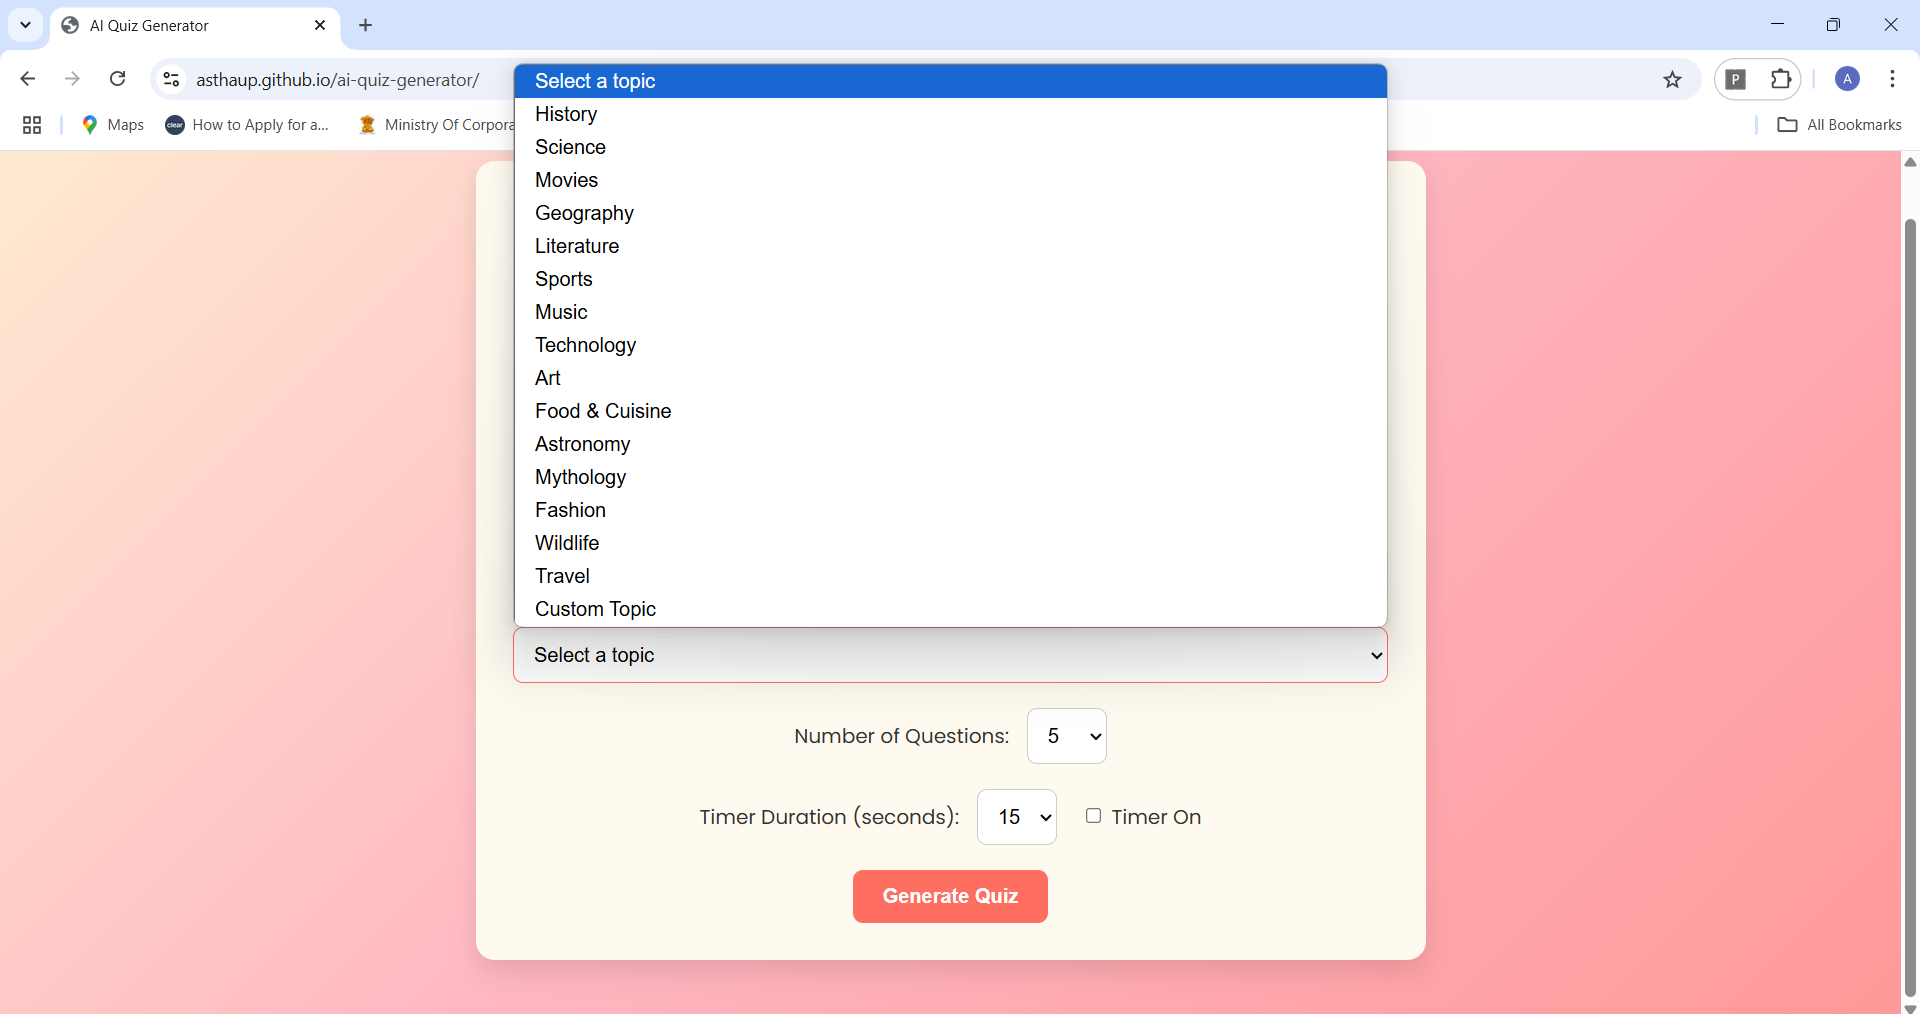 AI Quiz Generator
asthaup.github.io/ai-quiz-generator/
P
A
Maps
clear
How to Apply for a...
Ministry Of Corpora
All Bookmarks
Select a topic
History
Science
Movies
Geography
Literature
Sports
Music
Technology
Art
Food & Cuisine
Astronomy
Mythology
Fashion
Wildlife
Travel
Custom Topic
Select a topic
Number of Questions: 5
Timer Duration (seconds): 15 Timer On
Generate Quiz